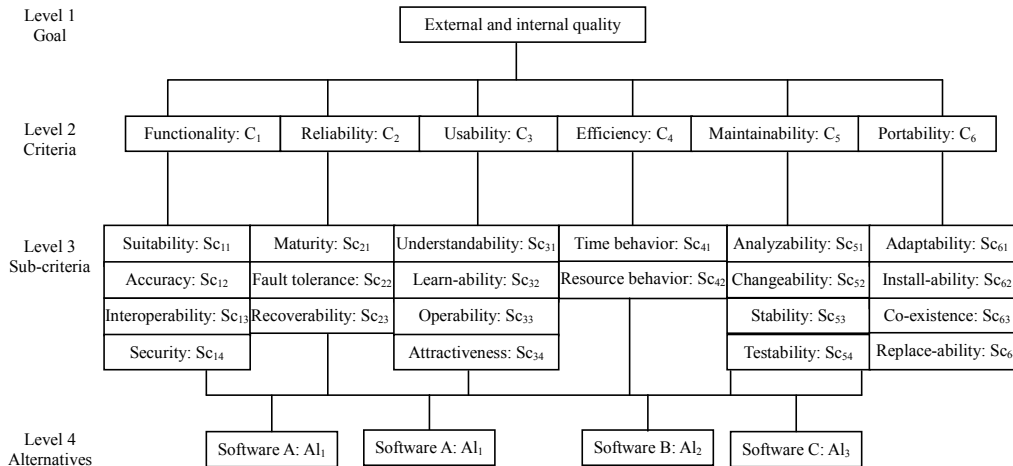 Level 1
Goal
External and internal quality
Level 2
Criteria
Functionality: C₁
Reliability: C₂
Usability: C₃
Efficiency: C₄
Maintainability: C₅
Portability: C₆
Level 3
Sub-criteria
Suitability: Sc₁₁
Accuracy: Sc₁₂
Interoperability: Sc₁₃
Security: Sc₁₄
Maturity: Sc₂₁
Fault tolerance: Sc₂₂
Recoverability: Sc₂₃
Understandability: Sc₃₁
Learn-ability: Sc₃₂
Operability: Sc₃₃
Attractiveness: Sc₃₄
Time behavior: Sc₄₁
Resource behavior: Sc₄₂
Analyzability: Sc₅₁
Changeability: Sc₅₂
Stability: Sc₅₃
Testability: Sc₅₄
Adaptability: Sc₆₁
Install-ability: Sc₆₂
Co-existence: Sc₆₃
Replace-ability: Sc₆
Level 4
Alternatives
Software A: Al₁
Software A: Al₁
Software B: Al₂
Software C: Al₃